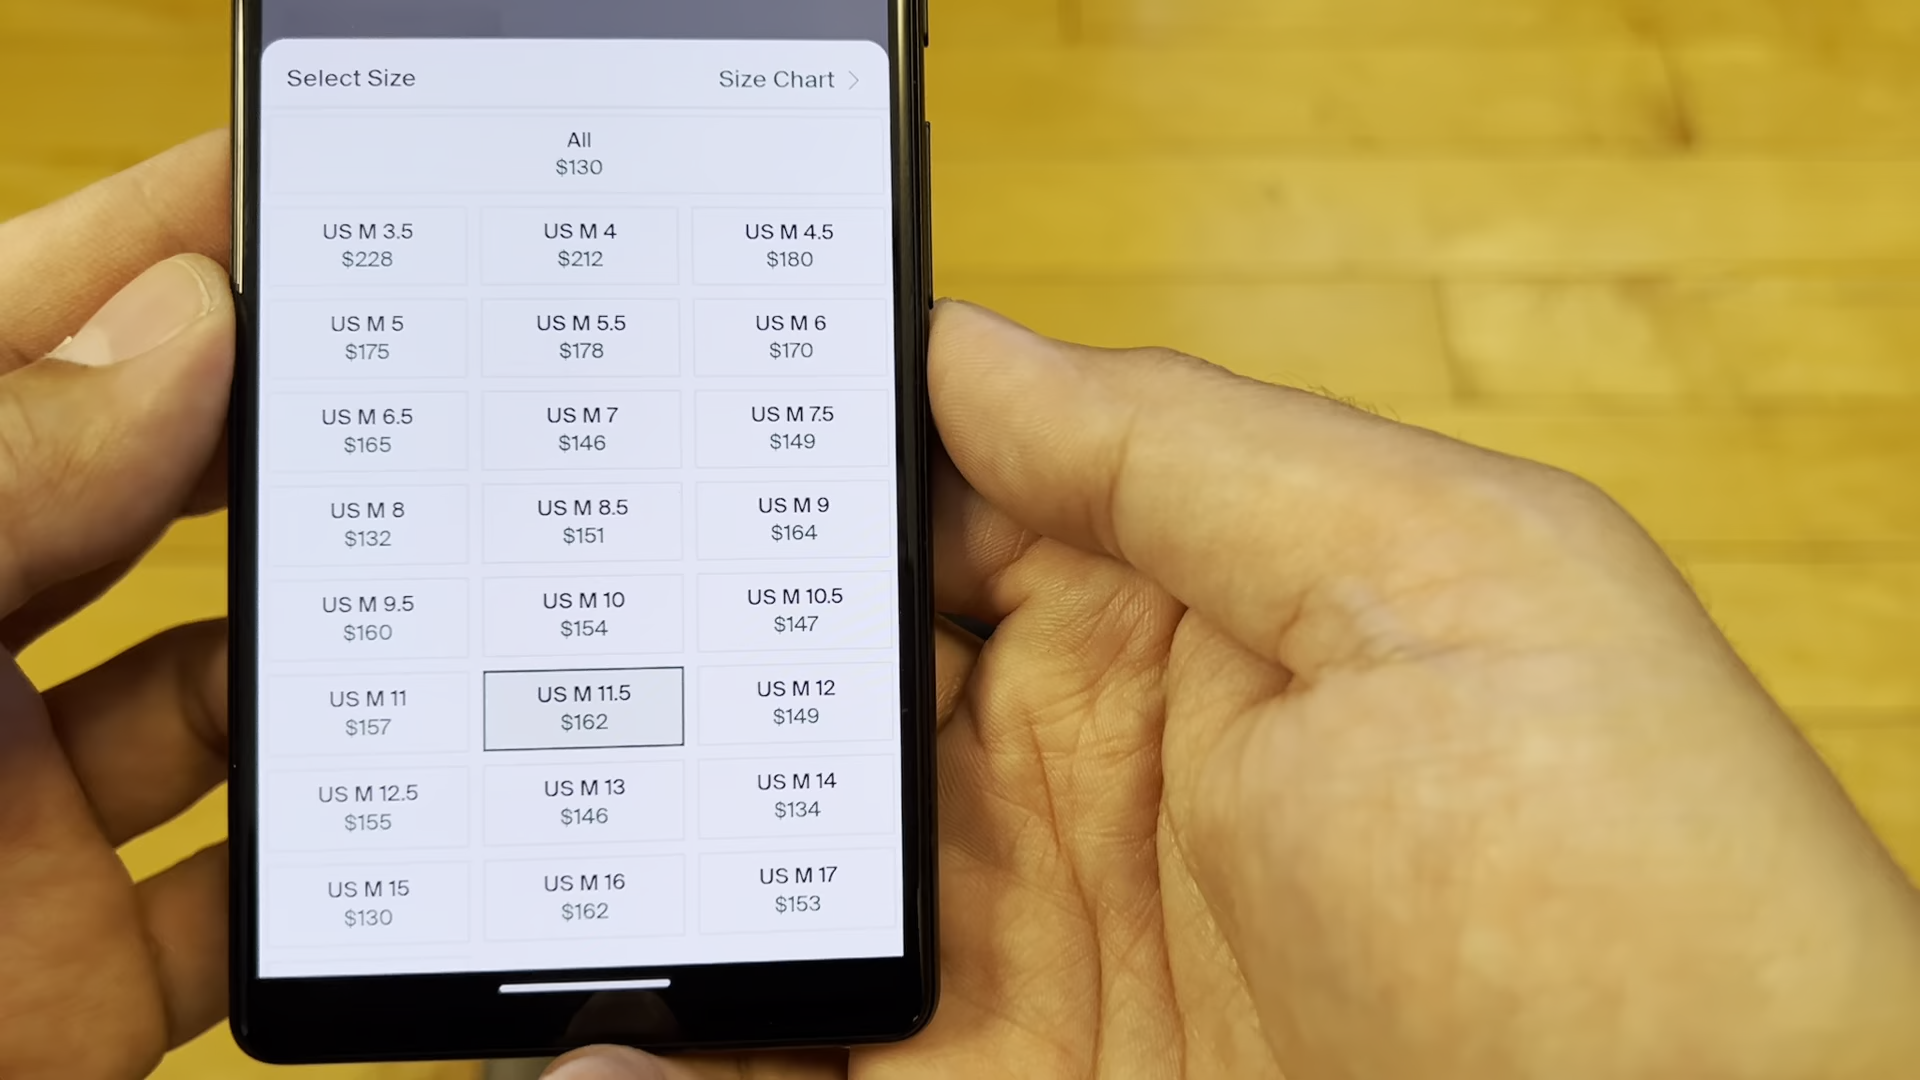 Select Size
Size Chart >
All
$130
US M 3.5
$228
US M 4
$212
US M 4.5
$180
US M 5
$175
US M 5.5
$178
US M 6
$170
US M 6.5
$165
US M 7
$146
US M 7.5
$149
US M 8
$132
US M 8.5
$151
US M 9
$164
US M 9.5
$160
US M 10
$154
US M 10.5
$147
US M 11
$157
US M 11.5
$162
US M 12
$149
US M 12.5
$155
US M 13
$146
US M 14
$134
US M 15
$130
US M 16
$162
US M 17
$153